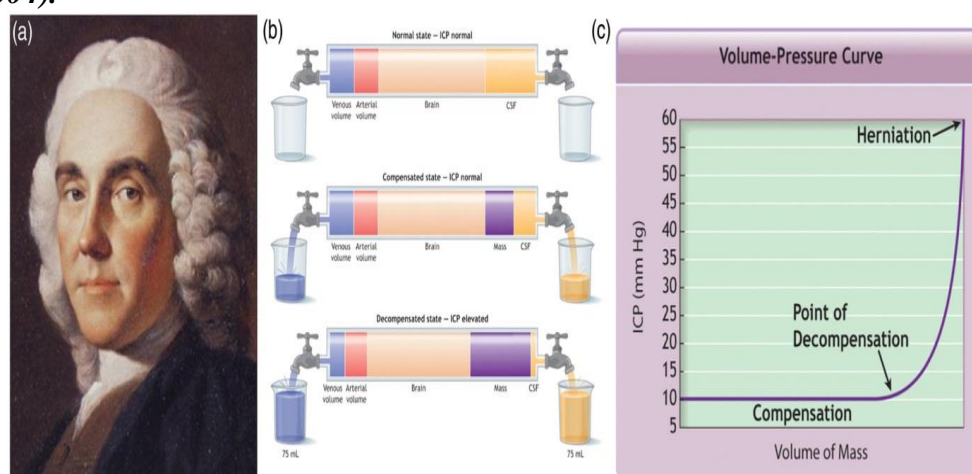 (a)
(b)
Normal state – ICP normal
Venous volume
Arterial volume
Brain
CSF
Compensated state – ICP normal
Venous volume
Arterial volume
Brain
Mass
CSF
Decompensated state – ICP elevated
Venous volume
Arterial volume
Brain
Mass
CSF
75 mL
75 mL
(c)
Volume-Pressure Curve
ICP (mm Hg)
60
55
50
45
40
35
30
25
20
15
10
5
Herniation
Point of
Decompensation
Compensation
Volume of Mass